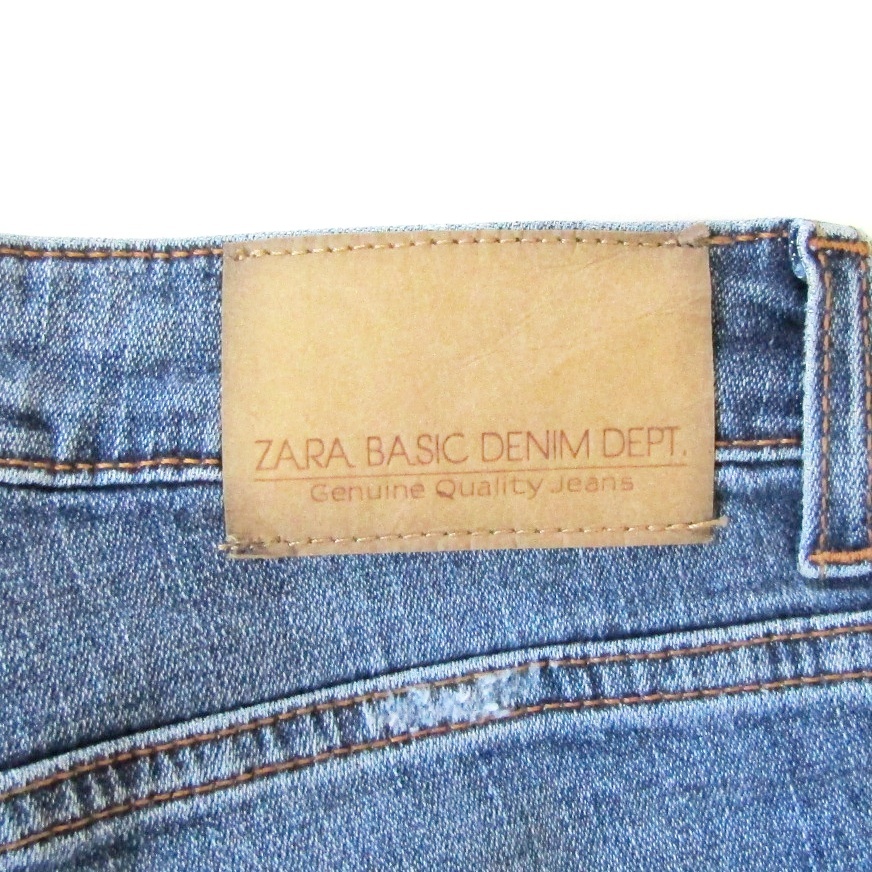 ZARA BASIC DENIM DEPT.
Genuine Quality Jeans